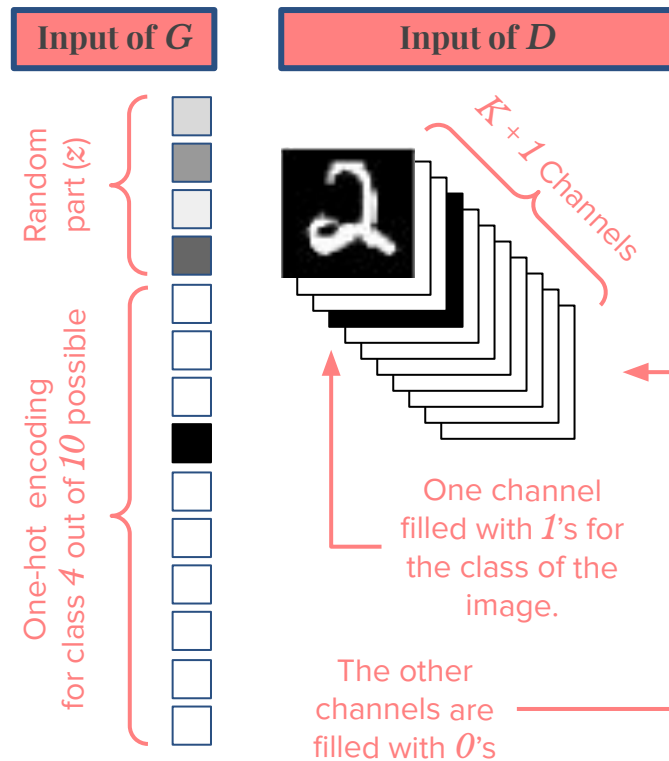 Input of G
Input of D
Random
part (z)
One-hot encoding
for class 4 out of 10 possible
K + 1 Channels
One channel
filled with 1's for
the class of the
image.
The other
channels are
filled with 0's